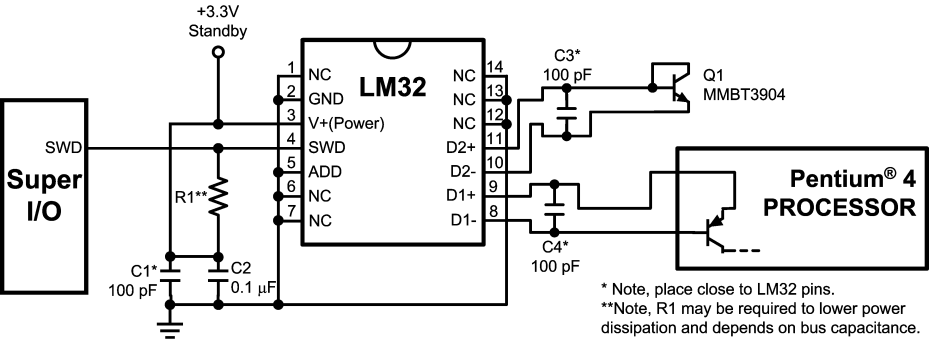 +3.3V
Standby
C3*
100 pF
Q1
MMBT3904
LM32
1
NC
2
GND
3
V+(Power)
4
SWD
5
ADD
6
NC
7
NC
14
NC
13
NC
12
NC
11
D2+
10
D2-
9
D1+
8
D1-
SWD
Super
I/O
R1**
C1*
100 pF
C2
0.1 µF
C4*
100 pF
Pentium® 4
PROCESSOR
* Note, place close to LM32 pins.
**Note, R1 may be required to lower power
dissipation and depends on bus capacitance.